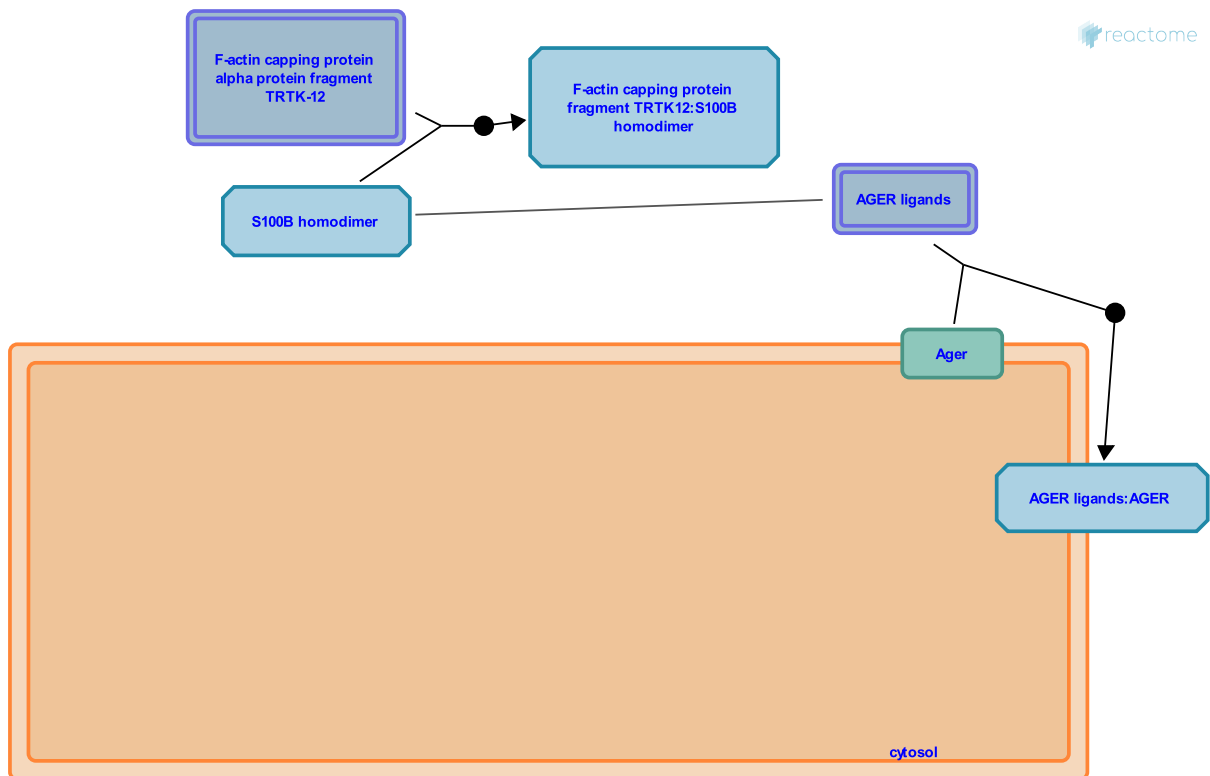 reactome
F-actin capping protein
alpha protein fragment
TRTK-12
F-actin capping protein
fragment TRTK12:S100B
homodimer
S100B homodimer
AGER ligands
Ager
AGER ligands:AGER
cytosol